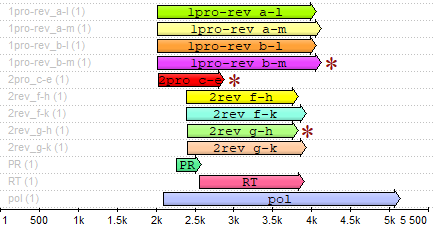 1pro-rev_a-l (1) 1pro-rev a-l
1pro-rev_a-m (1) 1pro-rev a-m
1pro-rev_b-l (1) 1pro-rev b-l
1pro-rev_b-m (1) 1pro-rev b-m *
2pro_c-e (1) 2pro c-e *
2rev_f-h (1) 2rev f-h
2rev_f-k (1) 2rev f-k
2rev_g-h (1) 2rev g-h *
2rev_g-k (1) 2rev g-k
PR (1) PR
RT (1) RT
pol (1) pol
1 500 1k 1.5k 2k 2.5k 3k 3.5k 4k 4.5k 5k 5 500